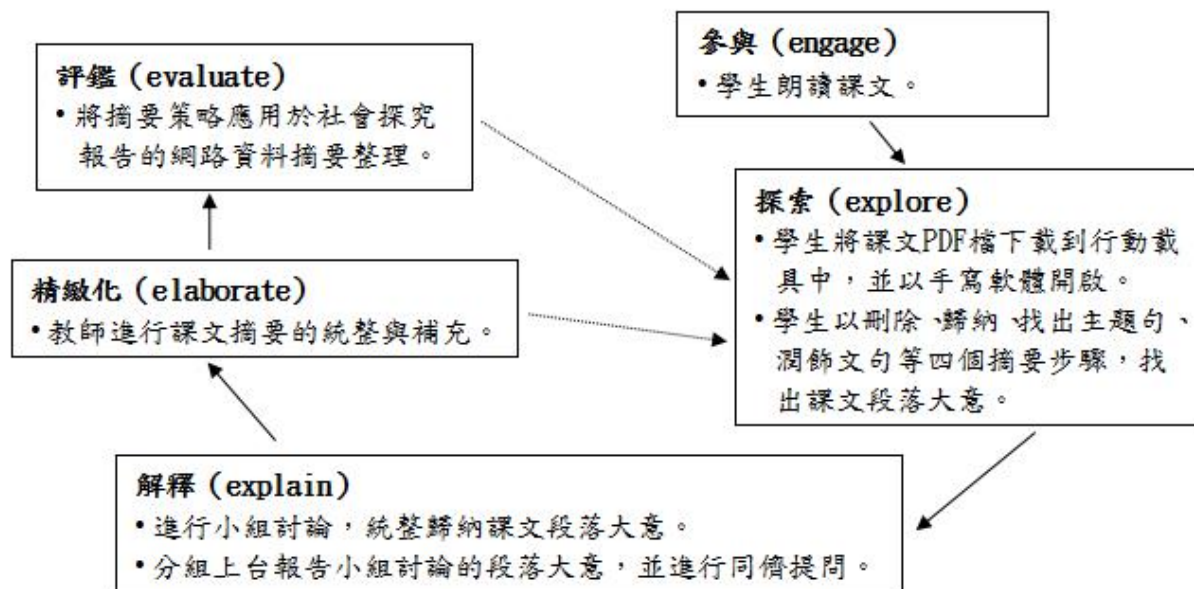 參與（engage）
•學生朗讀課文。
評鑑（evaluate）
•將摘要策略應用於社會探究
報告的網路資料摘要整理。
探索（explore）
•學生將課文PDF檔下載到行動載
具中，並以手寫軟體開啟。
•學生以刪除、歸納、找出主題句、
潤飾文句等四個摘要步驟，找
出課文段落大意。
精緻化（elaborate）
•教師進行課文摘要的統整與補充。
解釋（explain）
•進行小組討論，統整歸納課文段落大意。
•分組上台報告小組討論的段落大意，並進行同儕提問。